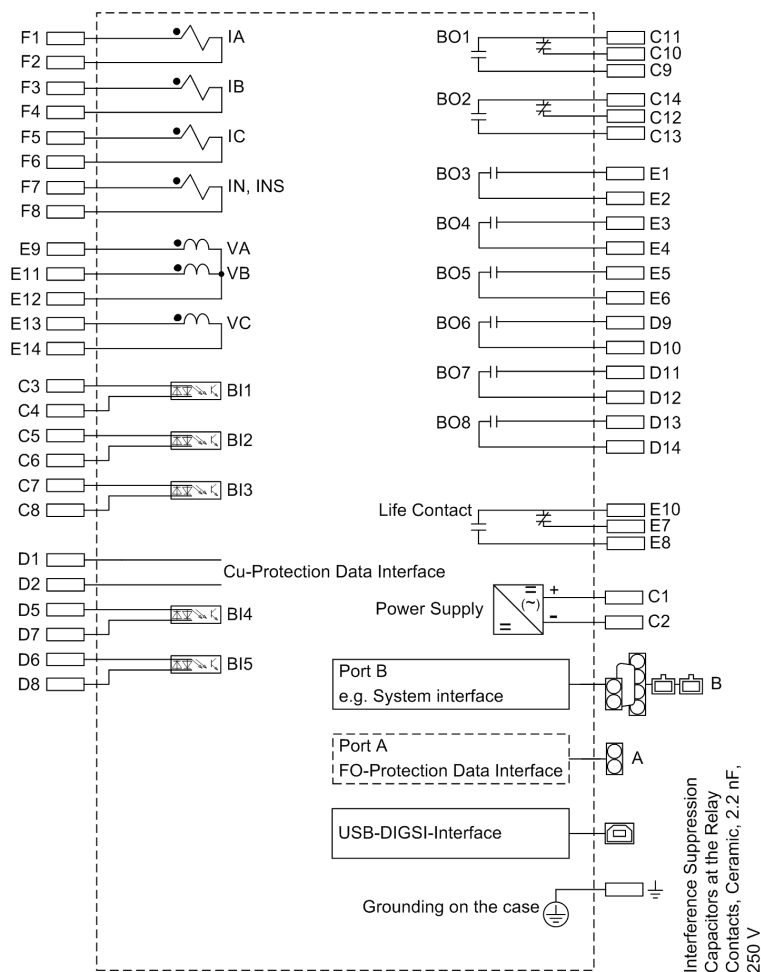 F1
IA
F2
F3
IB
F4
F5
IC
F6
F7
IN, INS
F8
E9
VA
E11
VB
E12
E13
VC
E14
C3
BI1
C4
C5
BI2
C6
C7
BI3
C8
D1
Cu-Protection Data Interface
D2
D5
BI4
D7
D6
BI5
D8
BO1
C11
C10
C9
BO2
C14
C12
C13
BO3
E1
E2
BO4
E3
E4
BO5
E5
E6
BO6
D9
D10
BO7
D11
D12
BO8
D13
D14
Life Contact
E10
E7
E8
Power Supply
= + C1
(~)
= - C2
Port B
e.g. System interface
B
Port A
FO-Protection Data Interface
A
USB-DIGSI-Interface
Grounding on the case
Interference Suppression
Capacitors at the Relay
Contacts, Ceramic, 2.2 nF,
250 V